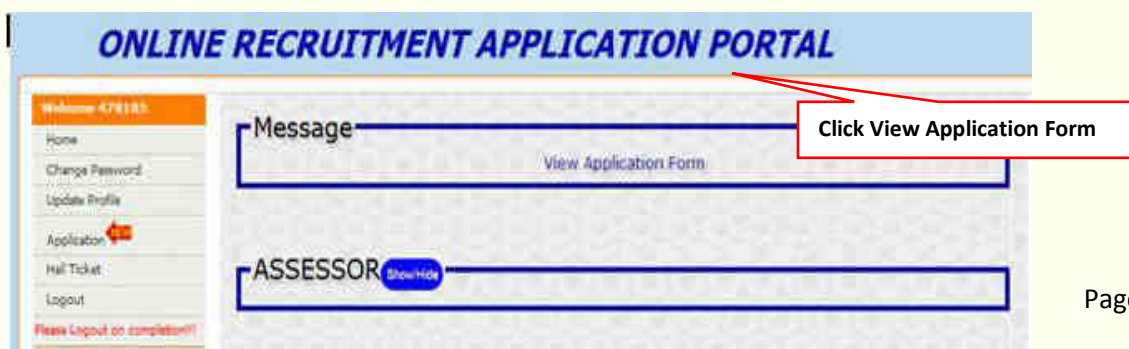 ONLINE RECRUITMENT APPLICATION PORTAL
Welcome 478183
Home
Change Password
Update Profile
Application
Hall Ticket
Logout
Please Logout on completion!!!
Message
View Application Form
Click View Application Form
ASSESSOR Show/Hide
Page